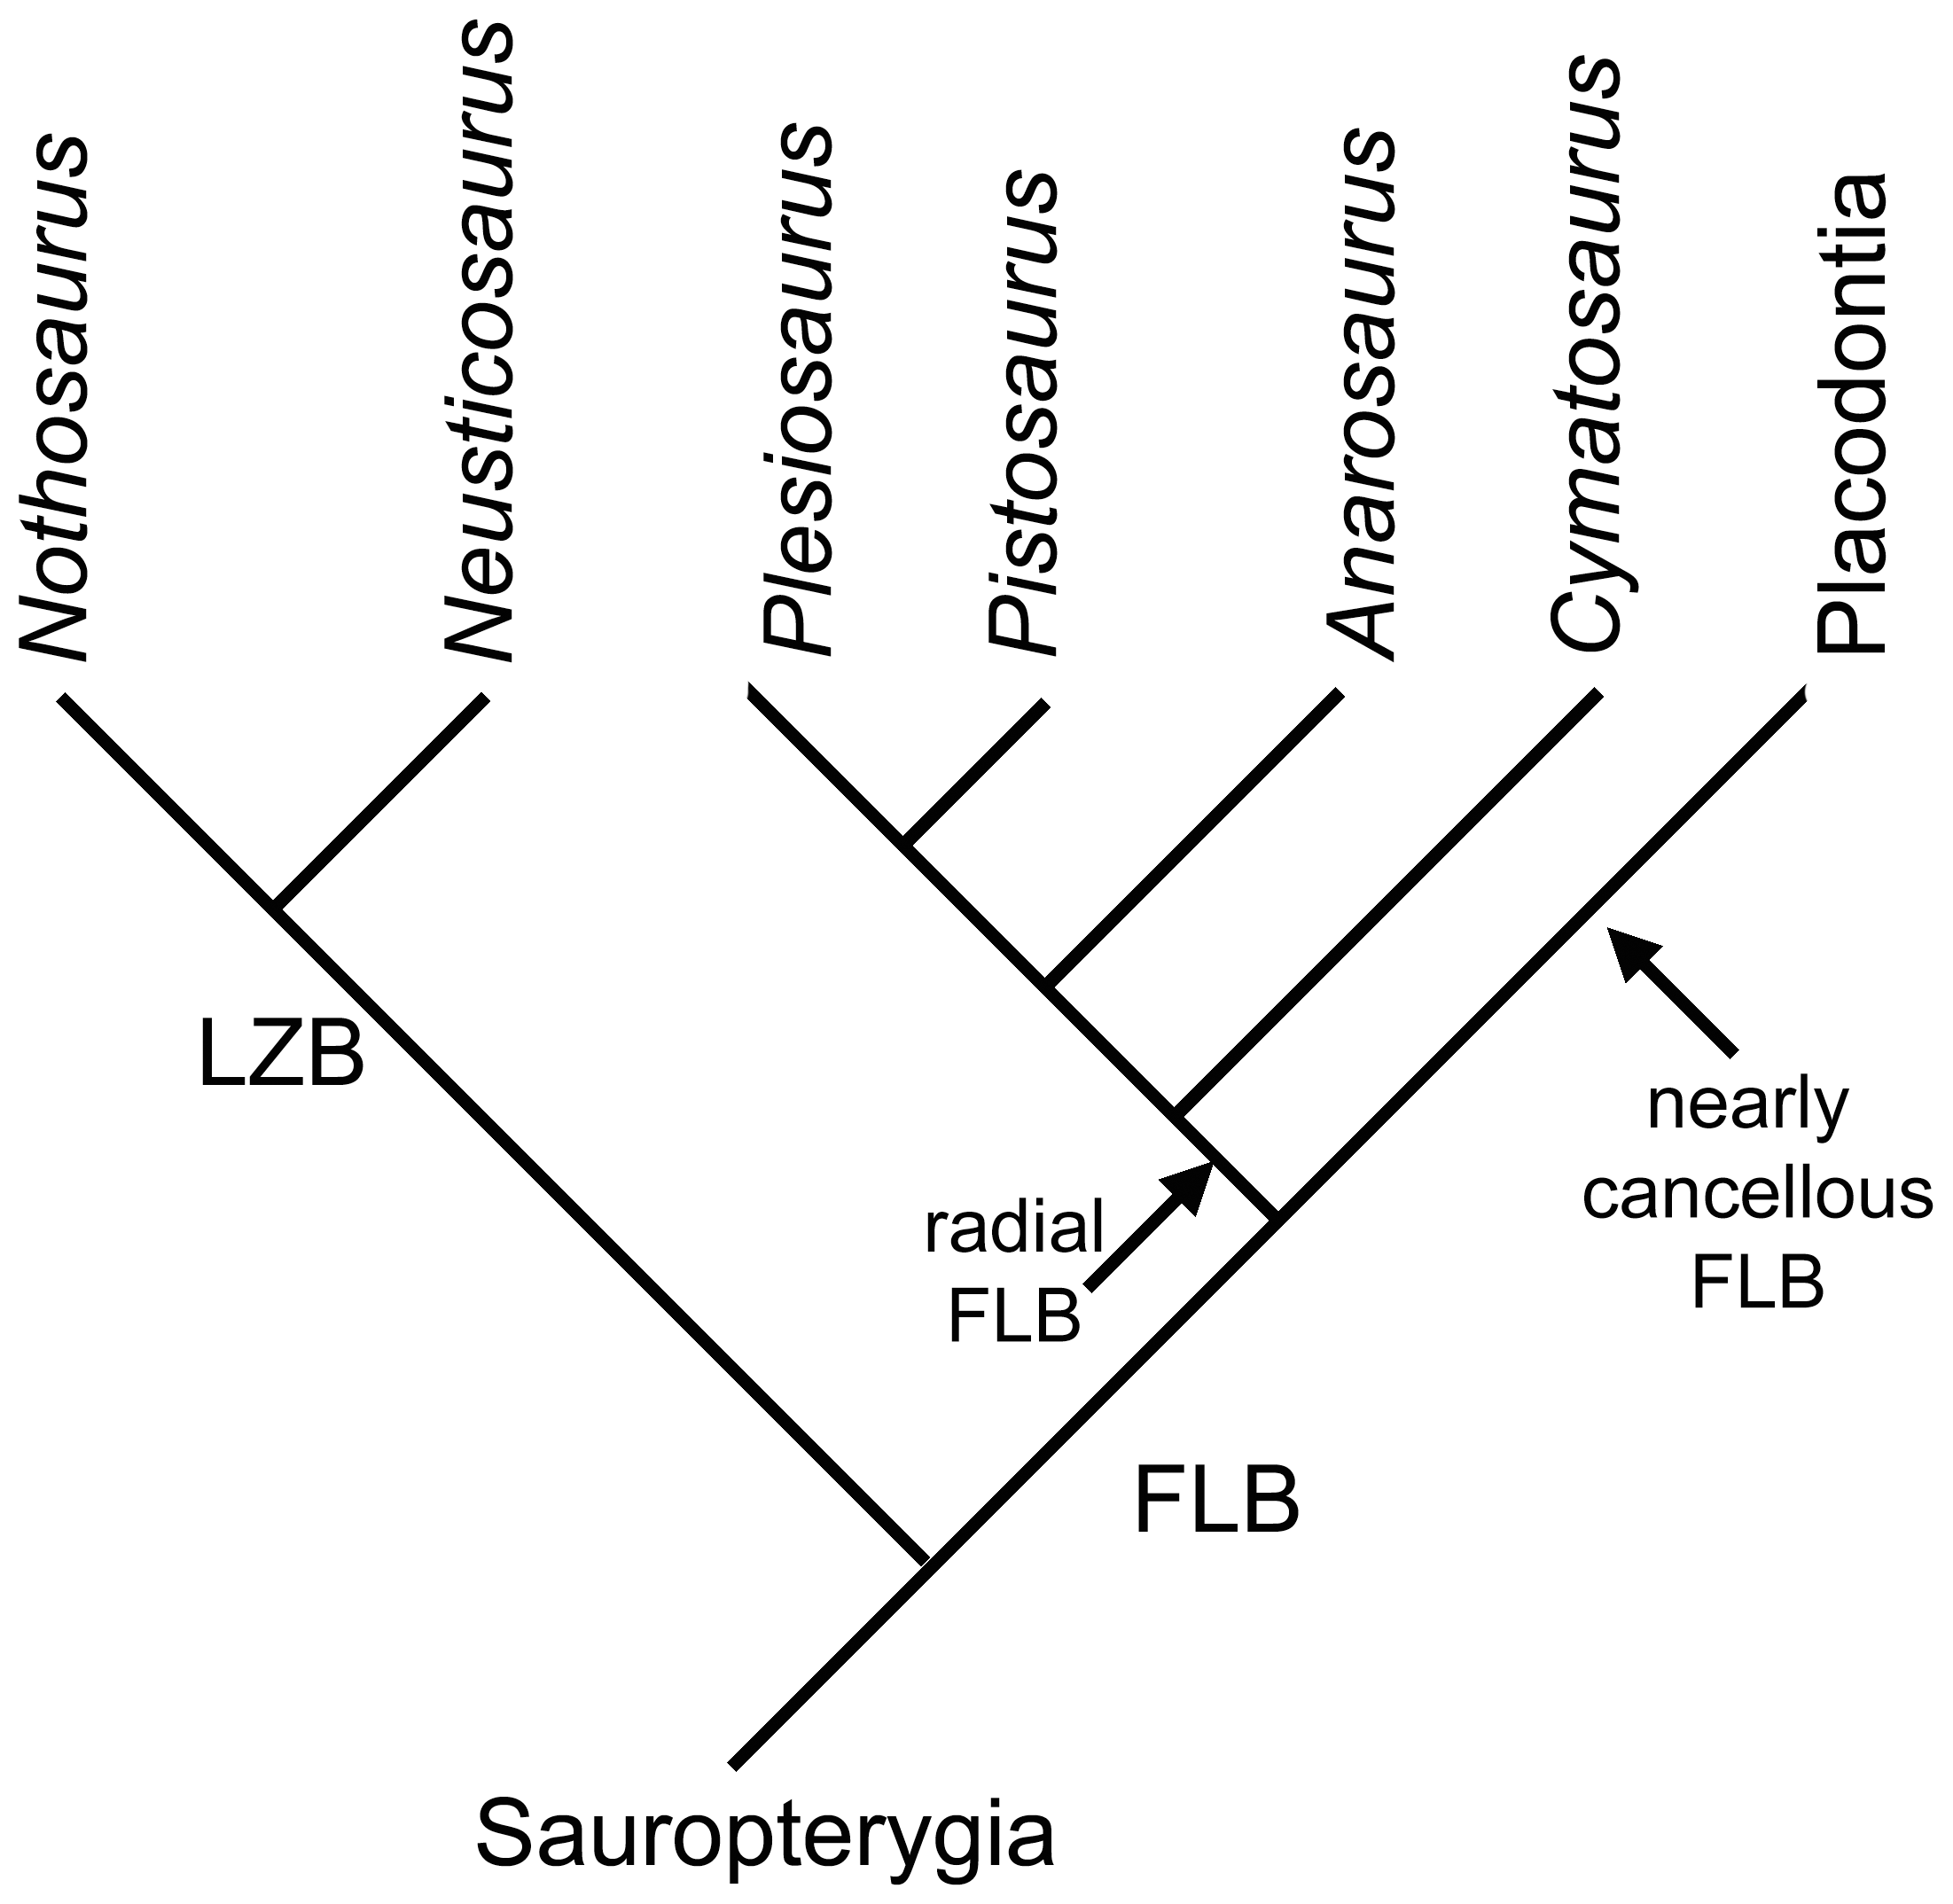 Nothosaurus
Neusticosaurus
Plesiosaurus
Pistosaurus
Anarosaurus
Cymatosaurus
Placodontia
LZB
nearly
cancellous
FLB
radial
FLB
FLB
Sauropterygia